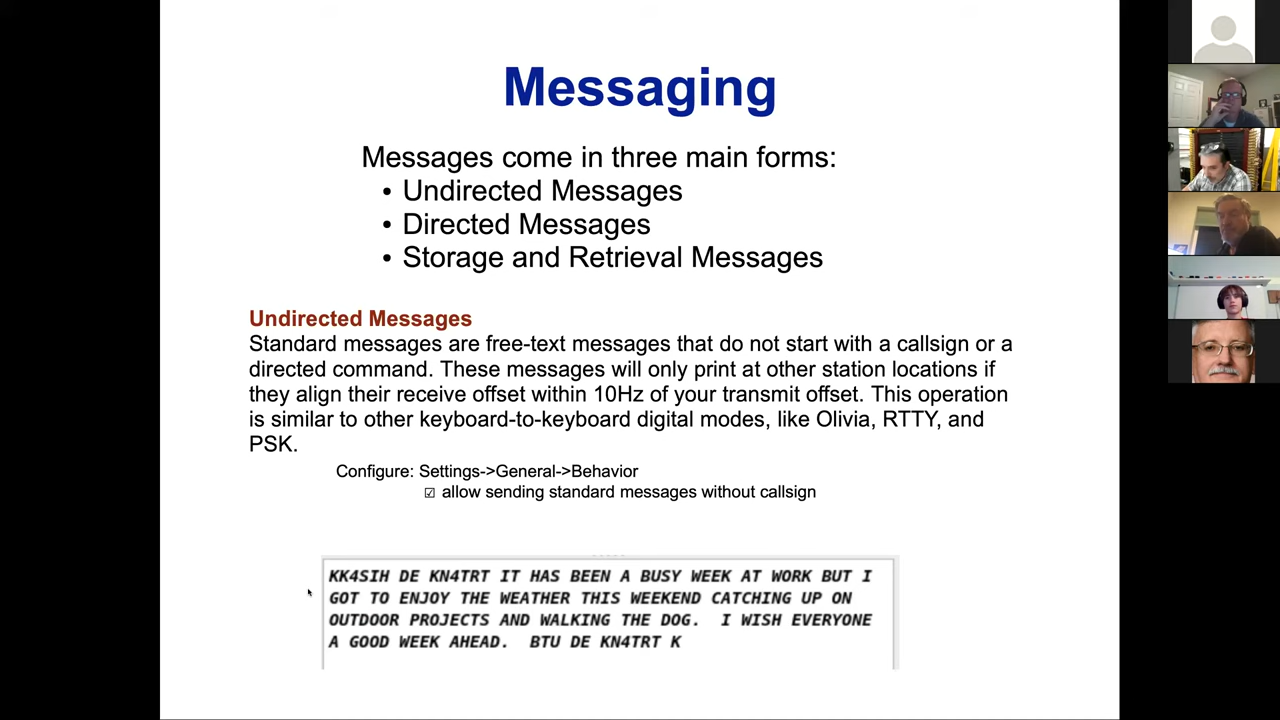 Messaging
Messages come in three main forms:
• Undirected Messages
• Directed Messages
• Storage and Retrieval Messages
Undirected Messages
Standard messages are free-text messages that do not start with a callsign or a
directed command. These messages will only print at other station locations if
they align their receive offset within 10Hz of your transmit offset. This operation
is similar to other keyboard-to-keyboard digital modes, like Olivia, RTTY, and
PSK.
Configure: Settings->General->Behavior
☑ allow sending standard messages without callsign
KK4SIH DE KN4TRT IT HAS BEEN A BUSY WEEK AT WORK BUT I
GOT TO ENJOY THE WEATHER THIS WEEKEND CATCHING UP ON
OUTDOOR PROJECTS AND WALKING THE DOG. I WISH EVERYONE
A GOOD WEEK AHEAD. BTU DE KN4TRT K